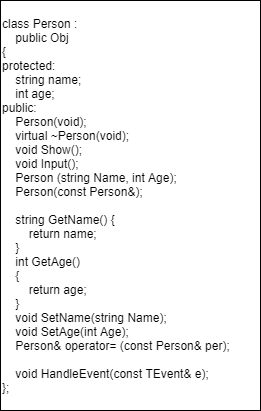 class Person :
    public Obj
{
protected:
    string name;
    int age;
public:
    Person(void);
    virtual ~Person(void);
    void Show();
    void Input();
    Person (string Name, int Age);
    Person(const Person&);

    string GetName() {
        return name;
    }
    int GetAge()
    {
        return age;
    }
    void SetName(string Name);
    void SetAge(int Age);
    Person& operator= (const Person& per);

    void HandleEvent(const TEvent& e);
};